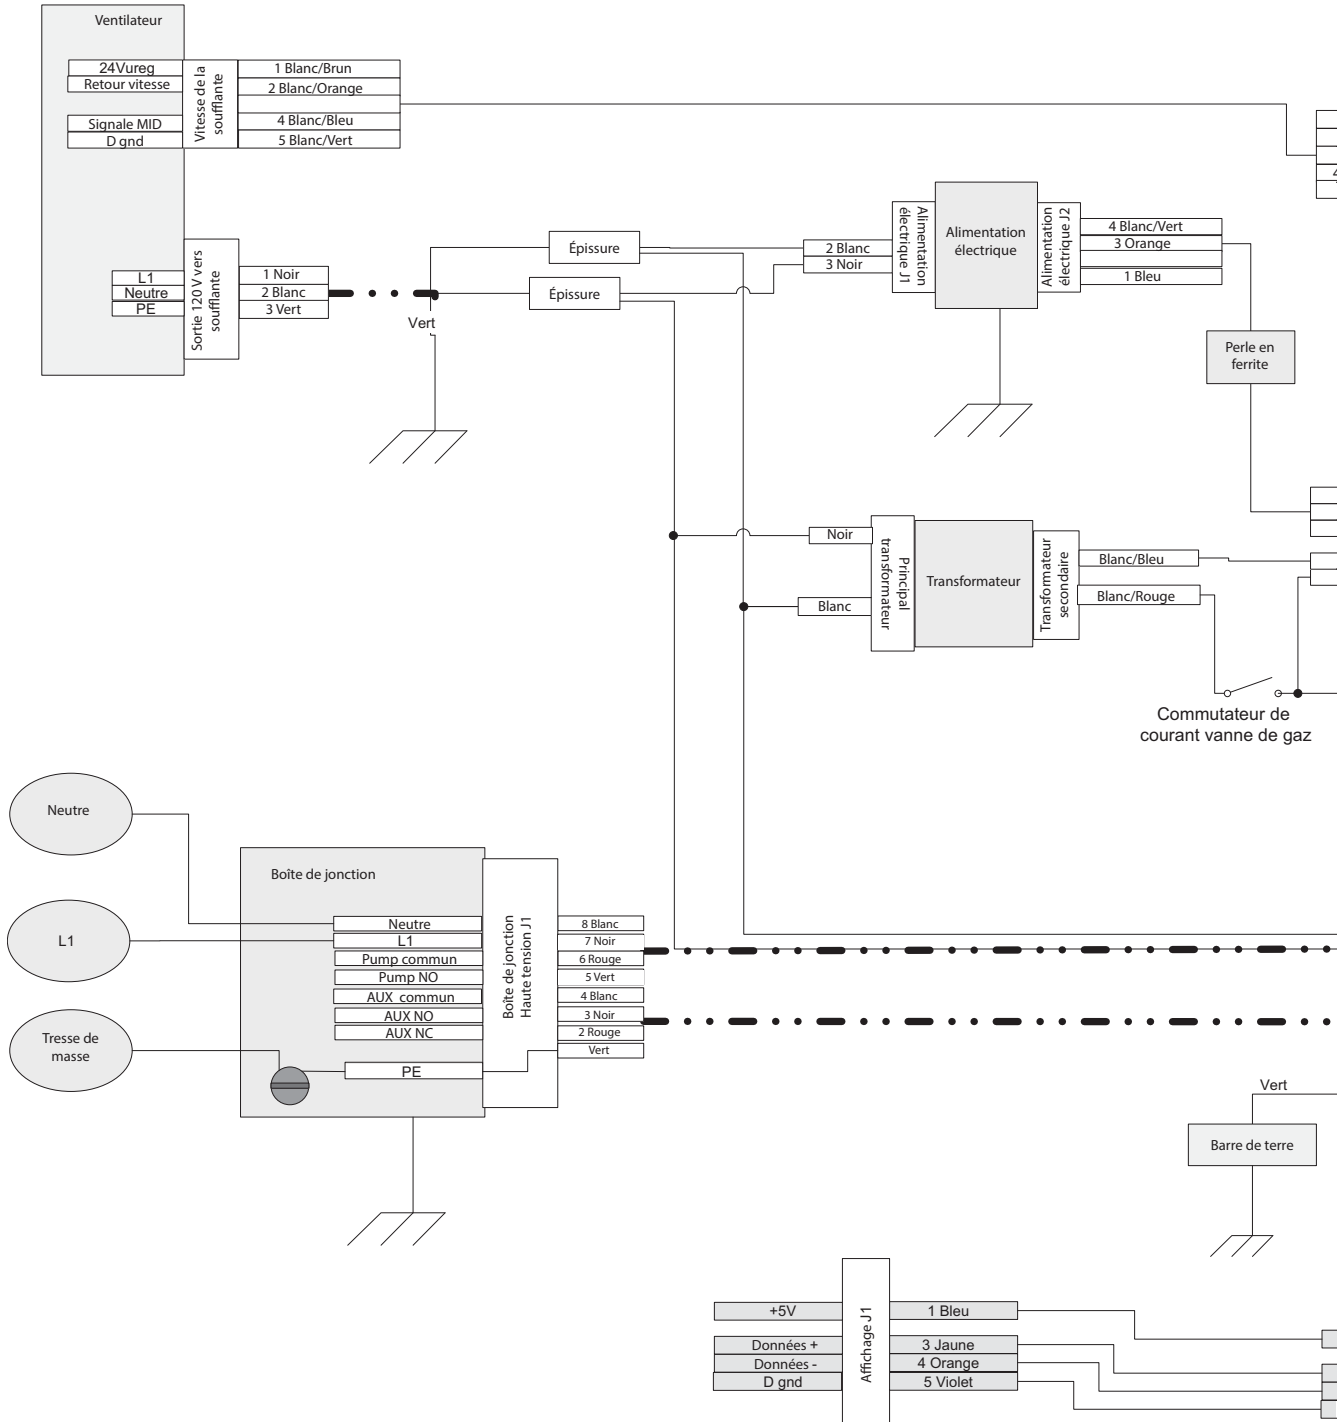 Ventilateur
24Vureg
Retour vitesse
Signale MID
D gnd
Vitesse de la
soufflante
1 Blanc/Brun
2 Blanc/Orange
4 Blanc/Bleu
5 Blanc/Vert
4
L1
Neutre
PE
Sortie 120 V vers
soufflante
1 Noir
2 Blanc
3 Vert
Vert
Épissure
Épissure
2 Blanc
3 Noir
Alimentation
électrique J1
Alimentation
électrique
Alimentation
électrique J2
4 Blanc/Vert
3 Orange
1 Bleu
Perle en
ferrite
Noir
Blanc
Principal
transformateur
Transformateur
Transformateur
secondaire
Blanc/Bleu
Blanc/Rouge
Commutateur de
courant vanne de gaz
Neutre
L1
Tresse de
masse
Boîte de jonction
Neutre
L1
Pump commun
Pump NO
AUX commun
AUX NO
AUX NC
PE
Boîte de jonction
Haute tension J1
8 Blanc
7 Noir
6 Rouge
5 Vert
4 Blanc
3 Noir
2 Rouge
Vert
Vert
Barre de terre
+5V
Données +
Données -
D gnd
Affichage J1
1 Bleu
3 Jaune
4 Orange
5 Violet